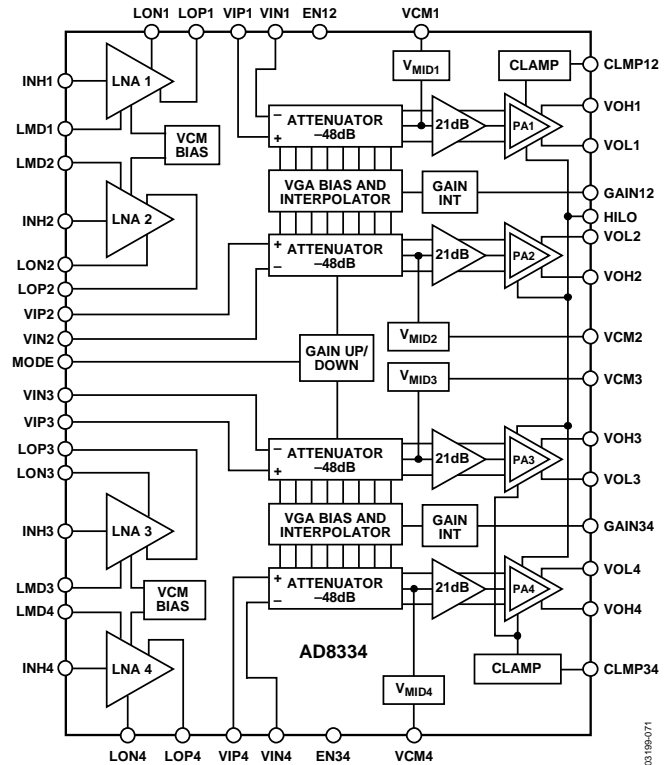 LON1 LOP1 VIP1 VIN1 EN12 VCM1
INH1
LNA 1
VMID1
CLAMP
CLMP12
LMD1
VCM
BIAS
–
+
ATTENUATOR
–48dB
21dB
PA1
VOH1
VOL1
LMD2
VGA BIAS AND
INTERPOLATOR
GAIN
INT
GAIN12
HILO
INH2
LNA 2
+
–
ATTENUATOR
–48dB
21dB
PA2
VOL2
VOH2
LON2
LOP2
VIP2
VIN2
VMID2
VCM2
MODE
GAIN UP/
DOWN
VMID3
VCM3
VIN3
VIP3
LOP3
LON3
–
+
ATTENUATOR
–48dB
21dB
PA3
VOH3
VOL3
INH3
LNA 3
VGA BIAS AND
INTERPOLATOR
GAIN
INT
GAIN34
LMD3
LMD4
VCM
BIAS
+
–
ATTENUATOR
–48dB
21dB
PA4
VOL4
VOH4
INH4
LNA 4
AD8334
CLAMP
CLMP34
VMID4
LON4 LOP4 VIP4 VIN4 EN34 VCM4
03199-071